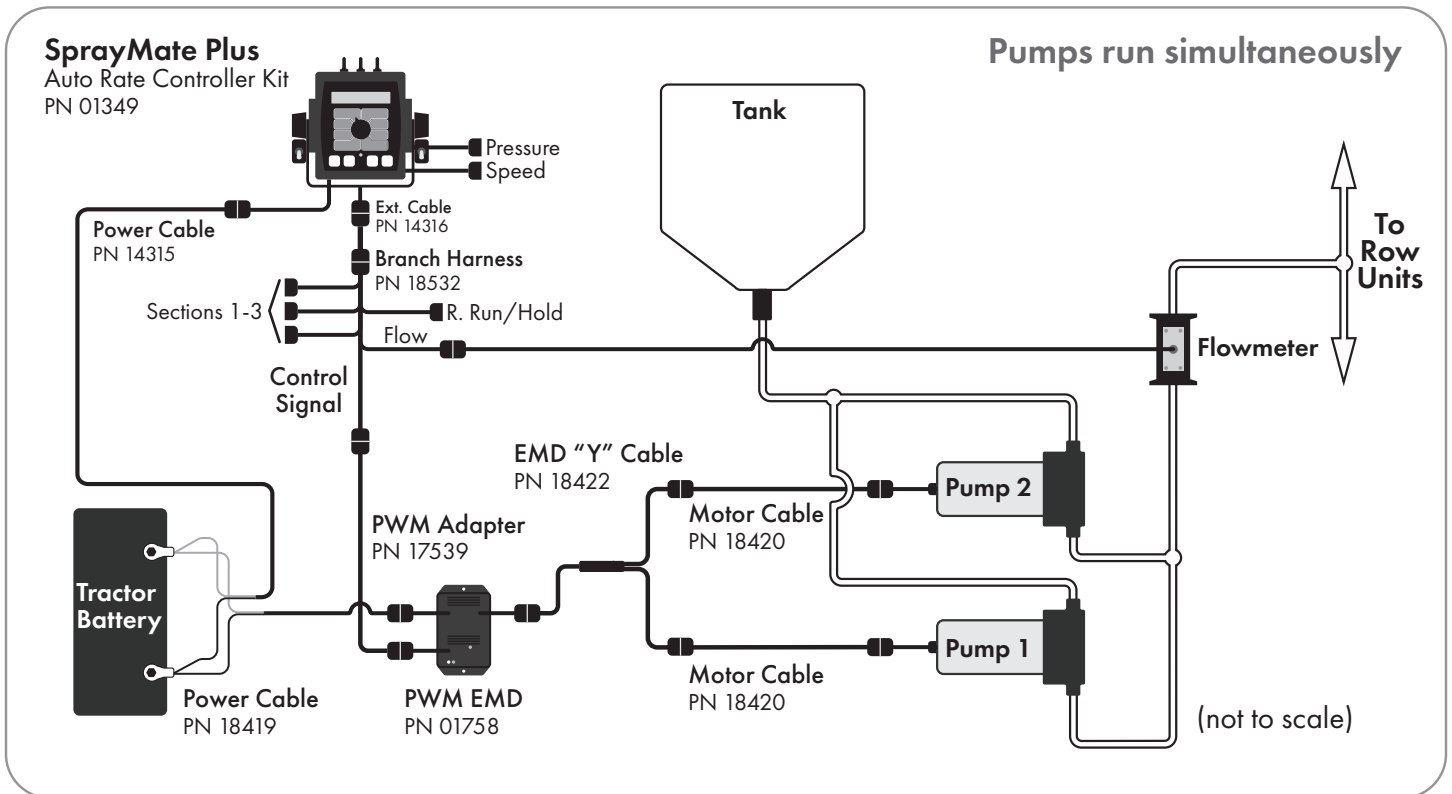 SprayMate Plus
Auto Rate Controller Kit
PN 01349
Pumps run simultaneously
Tank
Pressure
Speed
Ext. Cable
PN 14316
Power Cable
PN 14315
Branch Harness
PN 18532
Sections 1-3
R. Run/Hold
Flow
To
Row
Units
Flowmeter
Control
Signal
EMD “Y” Cable
PN 18422
Pump 2
Motor Cable
PN 18420
PWM Adapter
PN 17539
Tractor
Battery
Pump 1
Motor Cable
PN 18420
Power Cable
PN 18419
PWM EMD
PN 01758
(not to scale)